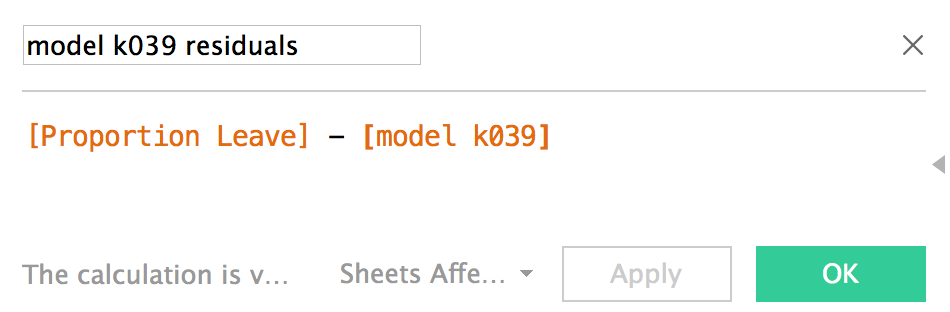 model k039 residuals
[Proportion Leave] – [model k039]
The calculation is v... Sheets Affe... Apply OK